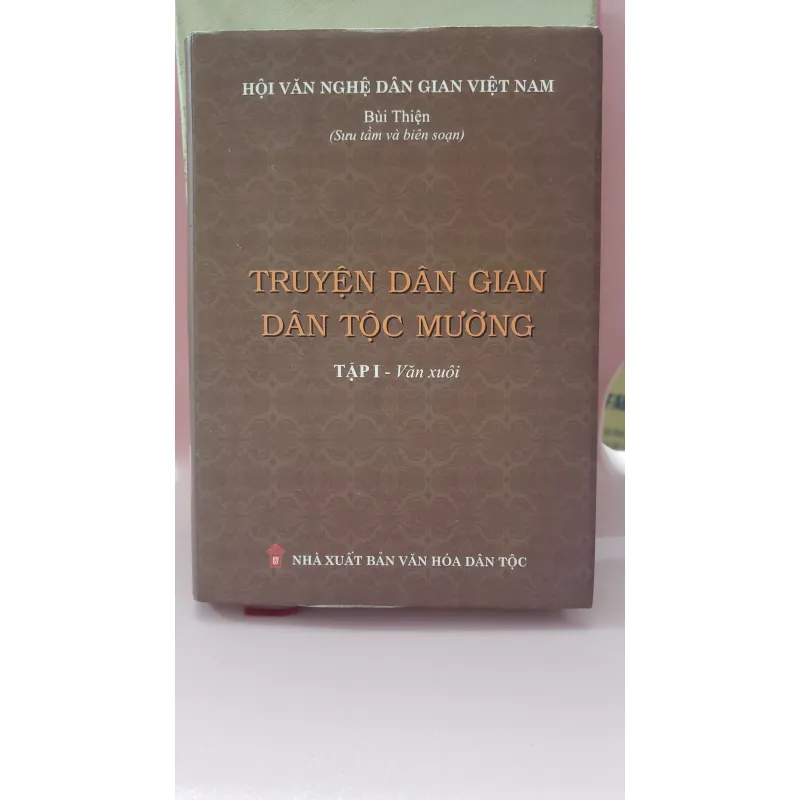 HỘI VĂN NGHỆ DÂN GIAN VIỆT NAM
Bùi Thiện
(Sưu tầm và biên soạn)
TRUYỆN DÂN GIAN
DÂN TỘC MƯỜNG
TẬP I - Văn xuôi
NHÀ XUẤT BẢN VĂN HÓA DÂN TỘC